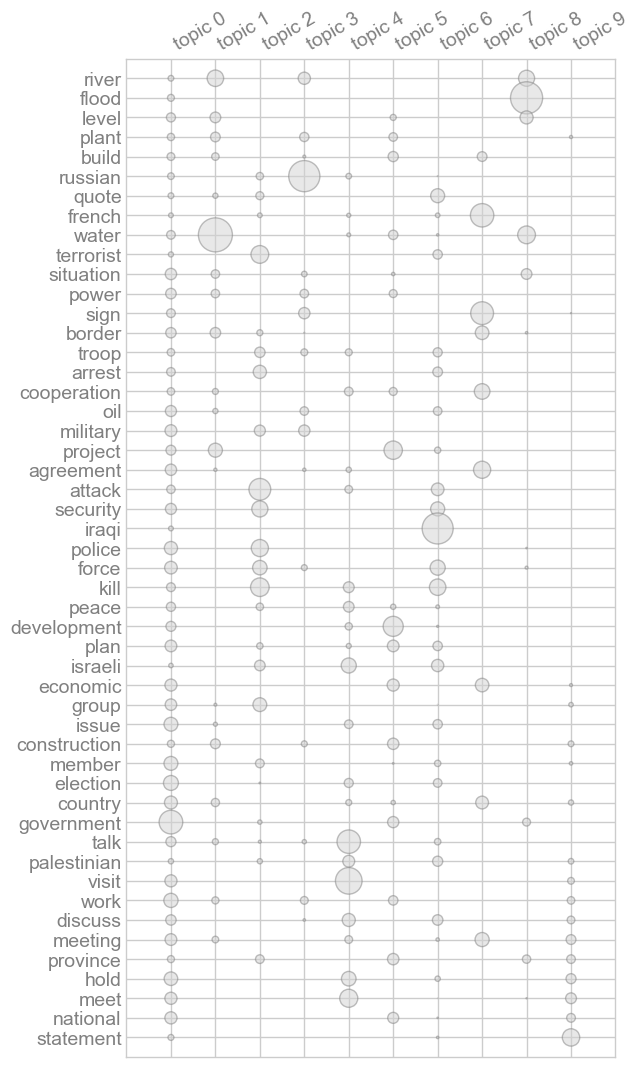 topic 0 topic 1 topic 2 topic 3 topic 4 topic 5 topic 6 topic 7 topic 8 topic 9
river
flood
level
plant
build
russian
quote
french
water
terrorist
situation
power
sign
border
troop
arrest
cooperation
oil
military
project
agreement
attack
security
iraqi
police
force
kill
peace
development
plan
israeli
economic
group
issue
construction
member
election
country
government
talk
palestinian
visit
work
discuss
meeting
province
hold
meet
national
statement